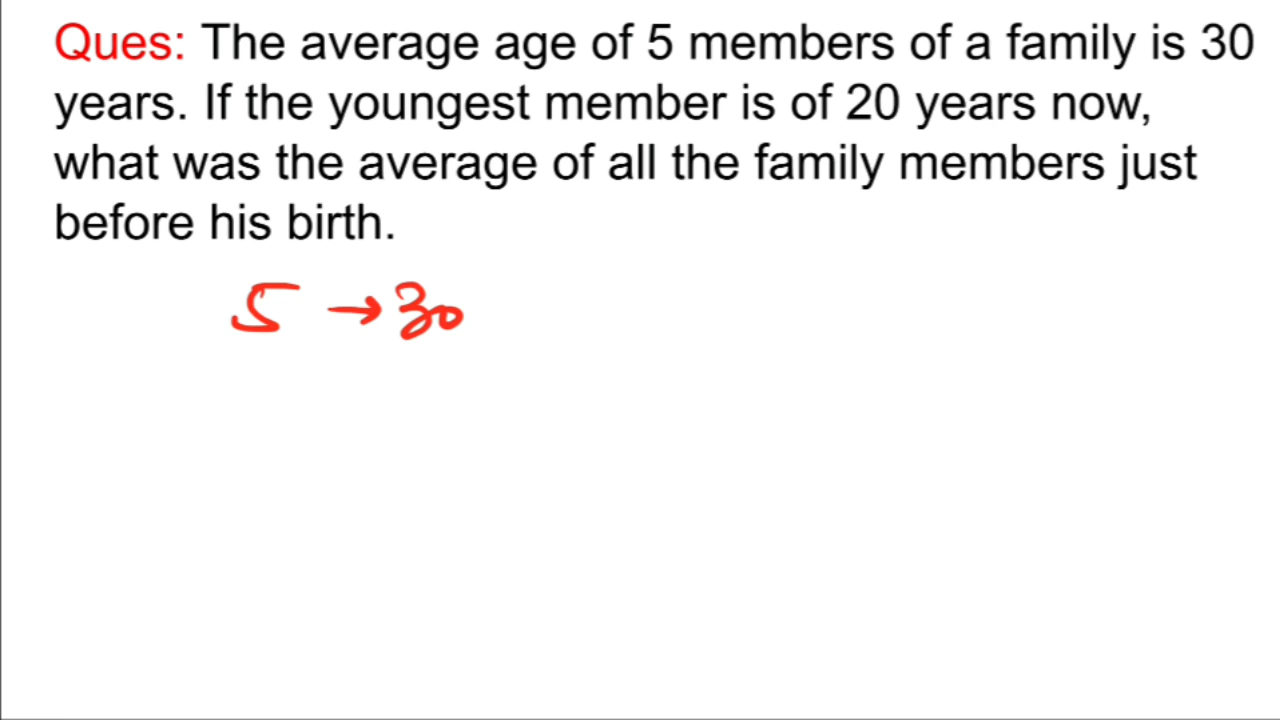 Ques: The average age of 5 members of a family is 30
years. If the youngest member is of 20 years now,
what was the average of all the family members just
before his birth.
5 → 30